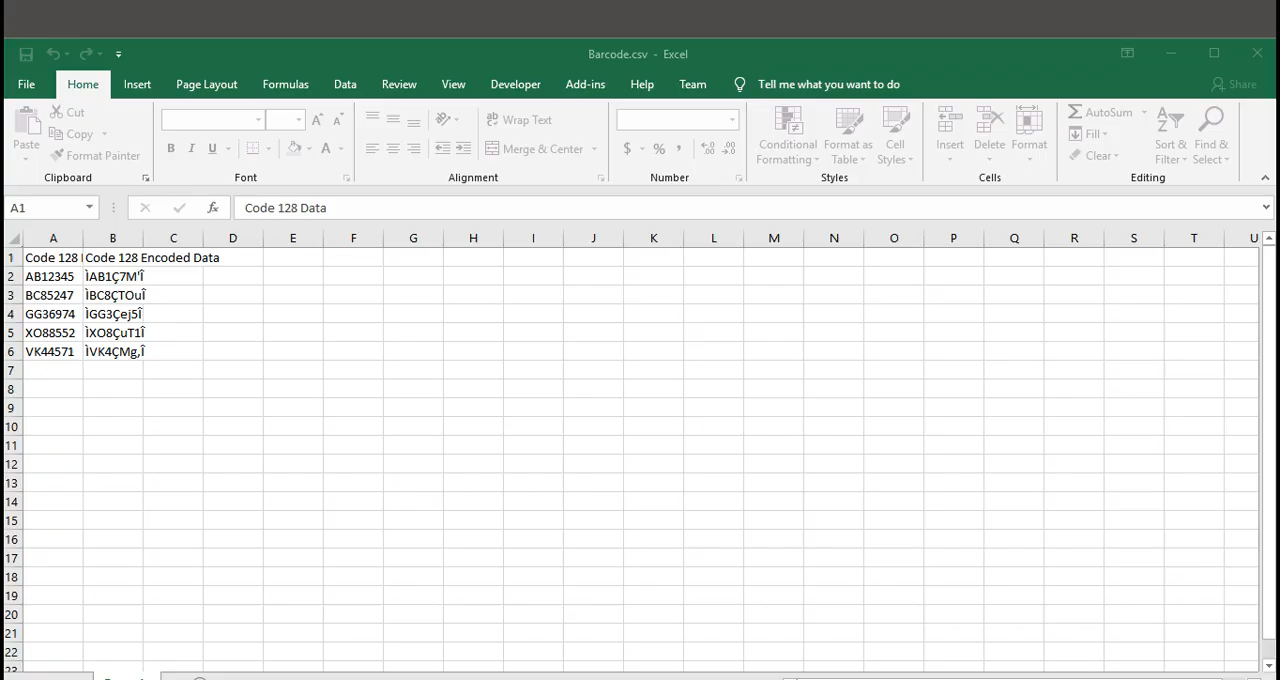 Barcode.csv - Excel
File Home Insert Page Layout Formulas Data Review View Developer Add-ins Help Team Tell me what you want to do Share
Paste
Cut
Copy
Format Painter
Clipboard
B I U A
Font
Wrap Text
Merge & Center
Alignment
$ % ,
Number
Conditional Formatting
Format as Table
Cell Styles
Styles
Insert
Delete
Format
Cells
AutoSum
Fill
Clear
Sort & Filter
Find & Select
Editing
A1 fx Code 128 Data
A B C D E F G H I J K L M N O P Q R S T U
1 Code 128 Code 128 Encoded Data
2 AB12345 ÌAB1Ç7M'Î
3 BC85247 ÌBC8ÇTOuÎ
4 GG36974 ÌGG3Çej5Î
5 XO88552 ÌXO8ÇuT1Î
6 VK44571 ÌVK4ÇMg,Î
7
8
9
10
11
12
13
14
15
16
17
18
19
20
21
22
23